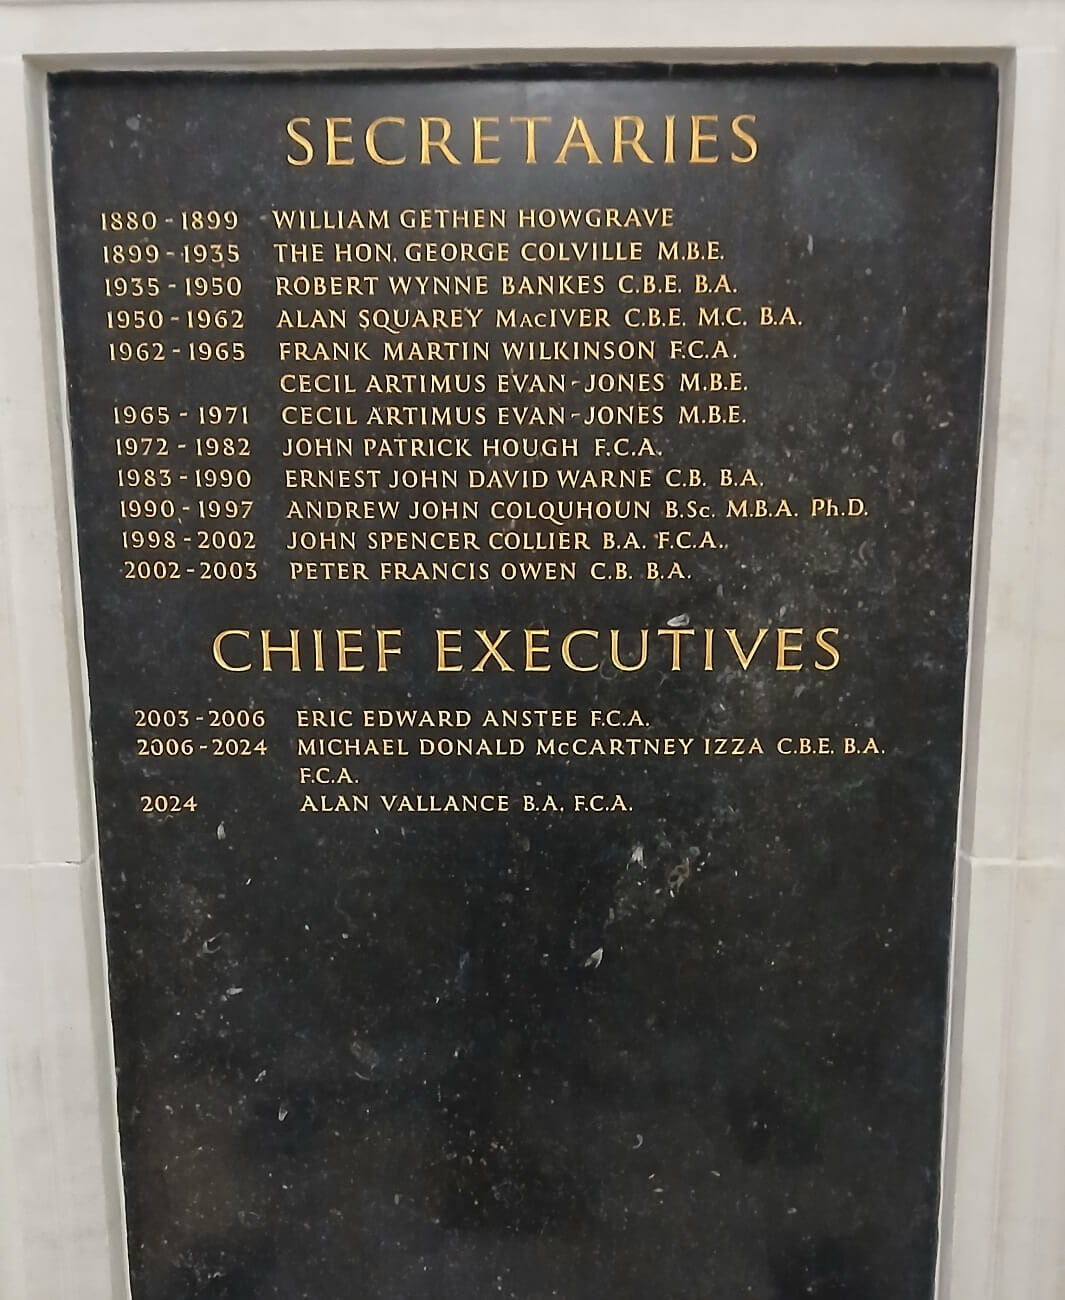 SECRETARIES
1880 - 1899 WILLIAM GETHEN HOWGRAVE
1899 - 1935 THE HON. GEORGE COLVILLE M.B.E.
1935 - 1950 ROBERT WYNNE BANKES C.B.E. B.A.
1950 - 1962 ALAN SQUAREY MacIVER C.B.E. M.C. B.A.
1962 - 1965 FRANK MARTIN WILKINSON F.C.A.
CECIL ARTIMUS EVAN-JONES M.B.E.
1965 - 1971 CECIL ARTIMUS EVAN-JONES M.B.E.
1972 - 1982 JOHN PATRICK HOUGH F.C.A.
1983 - 1990 ERNEST JOHN DAVID WARNE C.B. B.A.
1990 - 1997 ANDREW JOHN COLQUHOUN B.Sc. M.B.A. Ph.D.
1998 - 2002 JOHN SPENCER COLLIER B.A. F.C.A.
2002 - 2003 PETER FRANCIS OWEN C.B. B.A.
CHIEF EXECUTIVES
2003 - 2006 ERIC EDWARD ANSTEE F.C.A.
2006 - 2024 MICHAEL DONALD McCARTNEY IZZA C.B.E. B.A.
F.C.A.
2024 ALAN VALLANCE B.A. F.C.A.